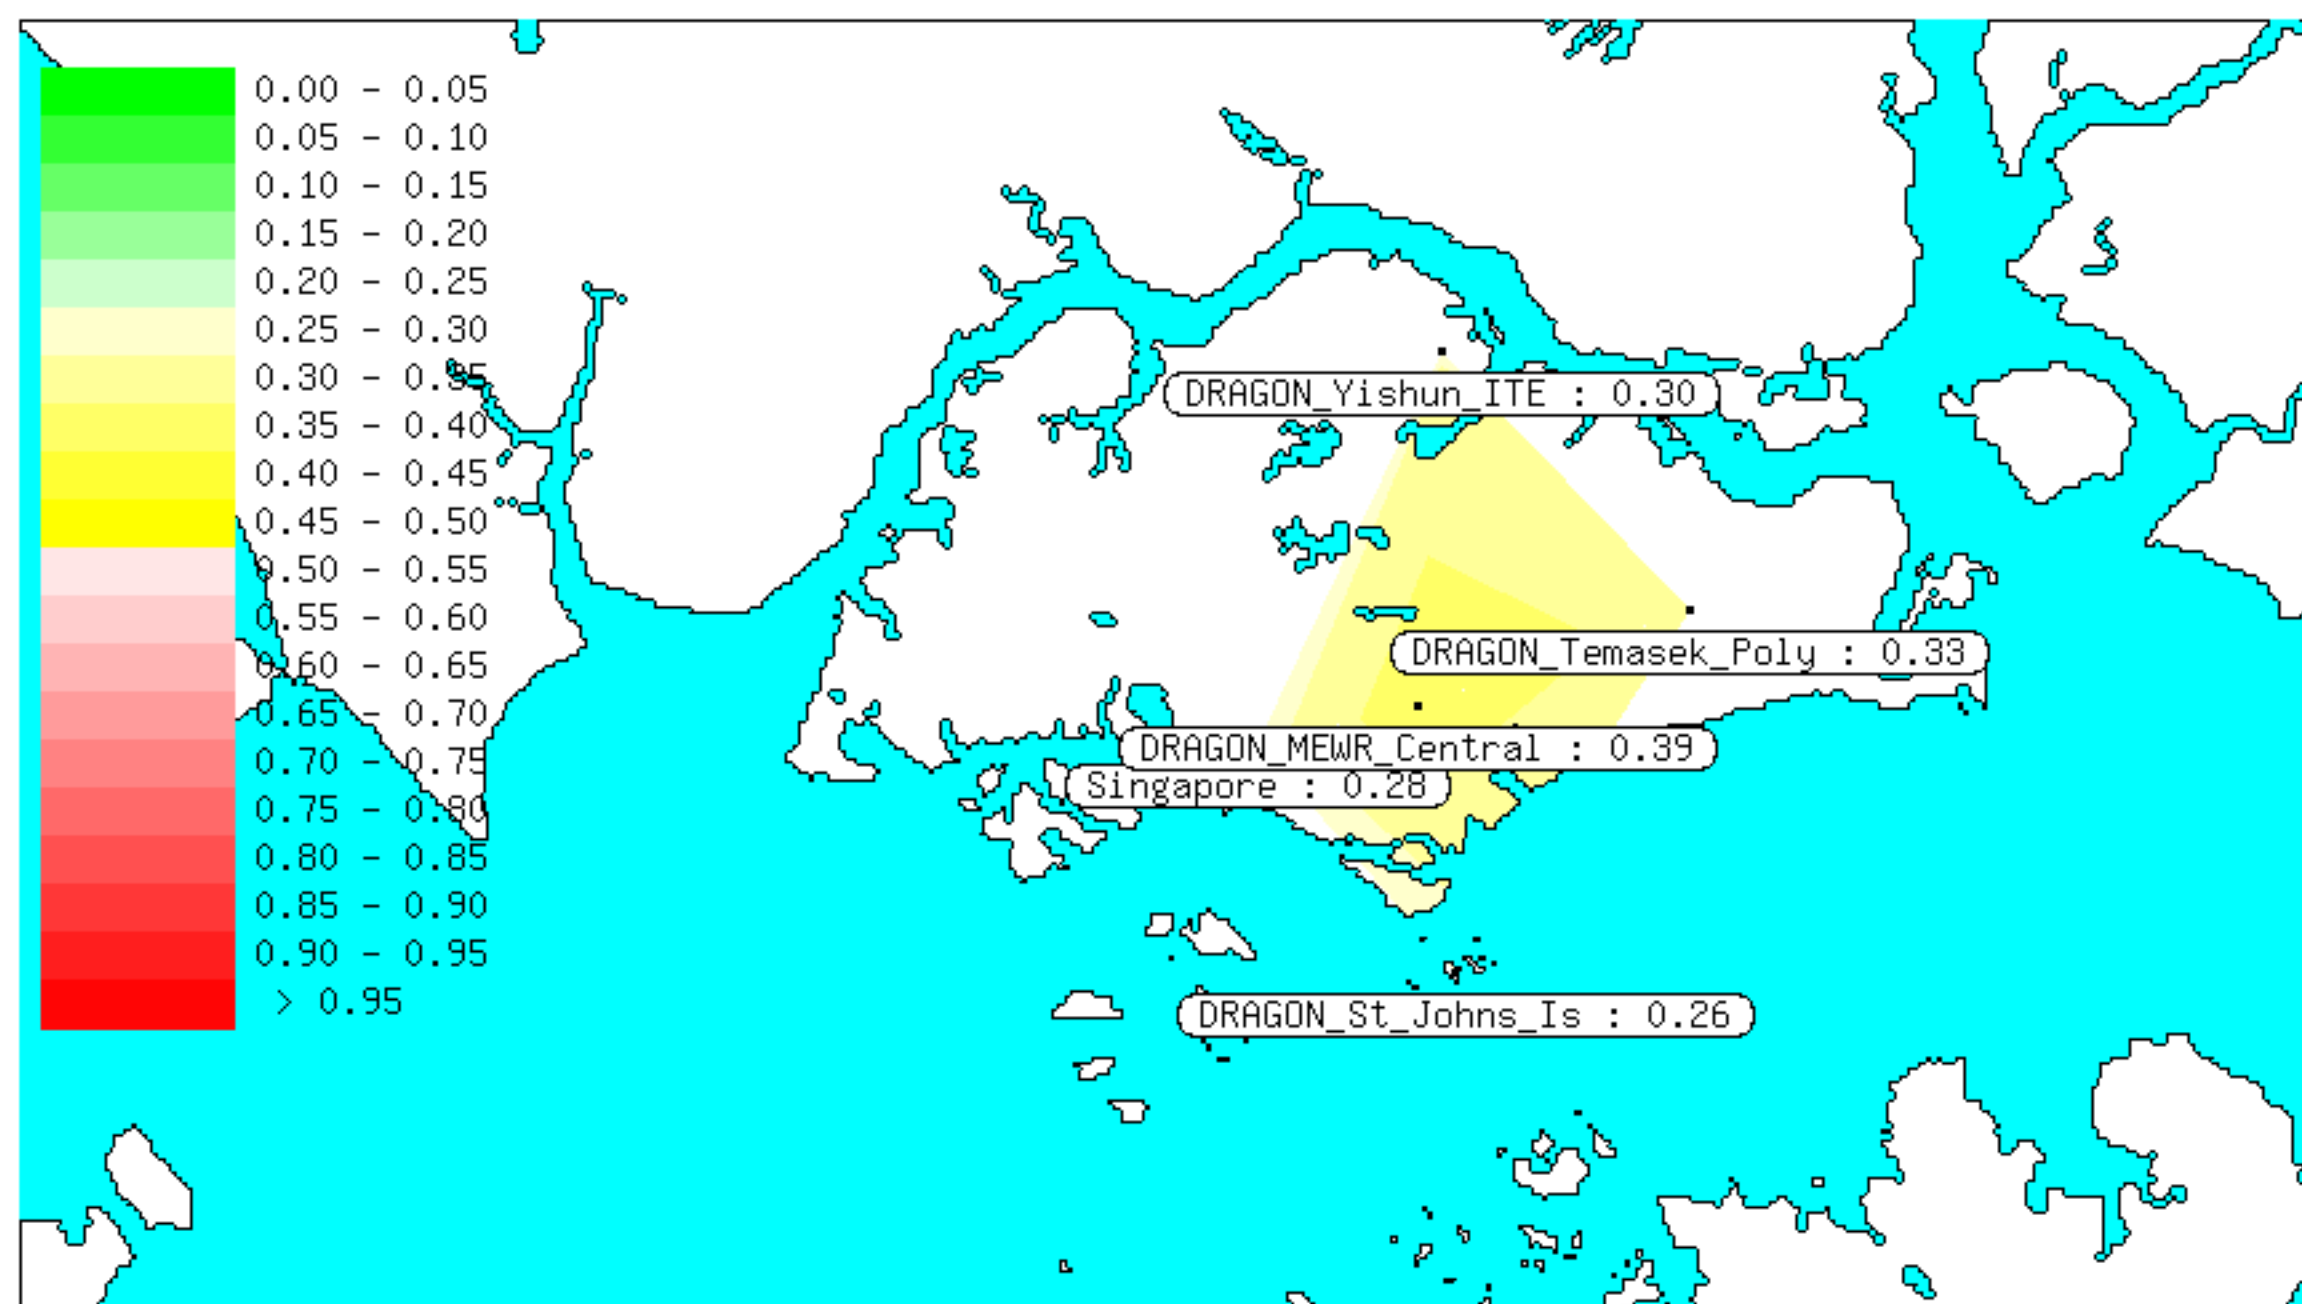 0.00 - 0.05
0.05 - 0.10
0.10 - 0.15
0.15 - 0.20
0.20 - 0.25
0.25 - 0.30
0.30 - 0.35
0.35 - 0.40
0.40 - 0.45
0.45 - 0.50
0.50 - 0.55
0.55 - 0.60
0.60 - 0.65
0.65 - 0.70
0.70 - 0.75
0.75 - 0.80
0.80 - 0.85
0.85 - 0.90
0.90 - 0.95
> 0.95
DRAGON_Yishun_ITE : 0.30
DRAGON_Temasek_Poly : 0.33
DRAGON_MEWR_Central : 0.39
Singapore : 0.28
DRAGON_St_Johns_Is : 0.26